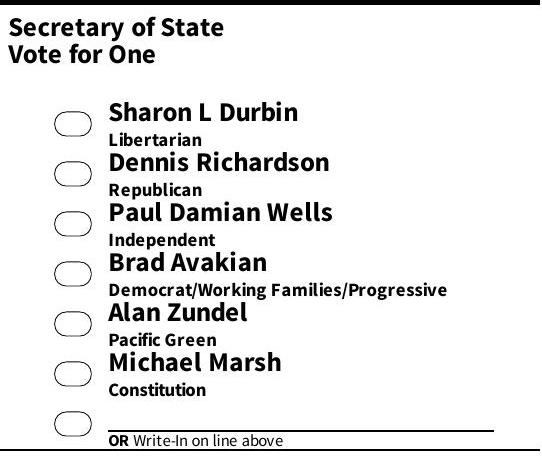 Secretary of State
Vote for One
Sharon L Durbin
Libertarian
Dennis Richardson
Republican
Paul Damian Wells
Independent
Brad Avakian
Democrat/Working Families/Progressive
Alan Zundel
Pacific Green
Michael Marsh
Constitution
OR Write-In on line above